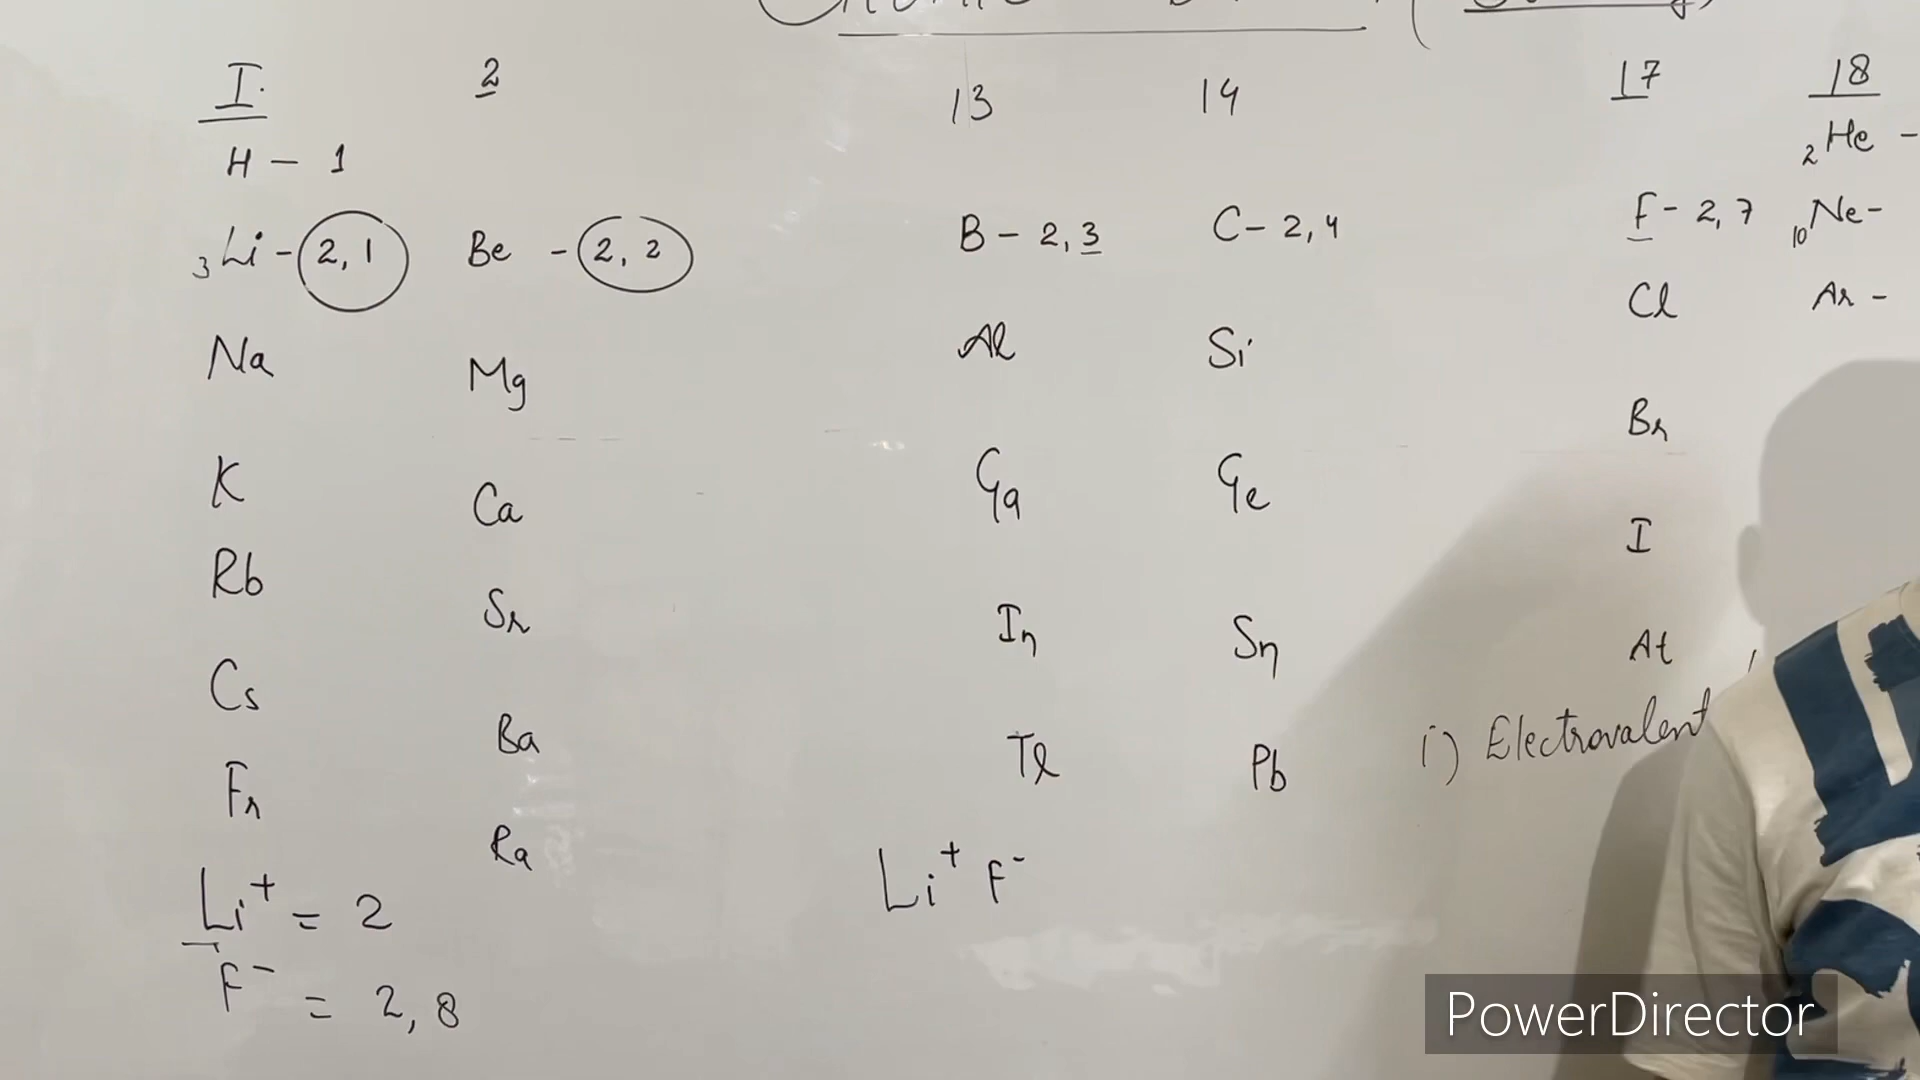 I. 2 13 14 17 18
H - 1 2He -
3Li - 2, 1 Be - 2, 2 B - 2, 3 C - 2, 4 F - 2, 7 10Ne -
Cl Ar -
Na Mg Al Si
Br
K Ca Ga Ge
I
Rb Sr In Sn
At
Cs Ba Tl Pb
i) Electrovalent
Fr Ra
Li+ = 2 Li+ F-
F- = 2, 8
PowerDirector